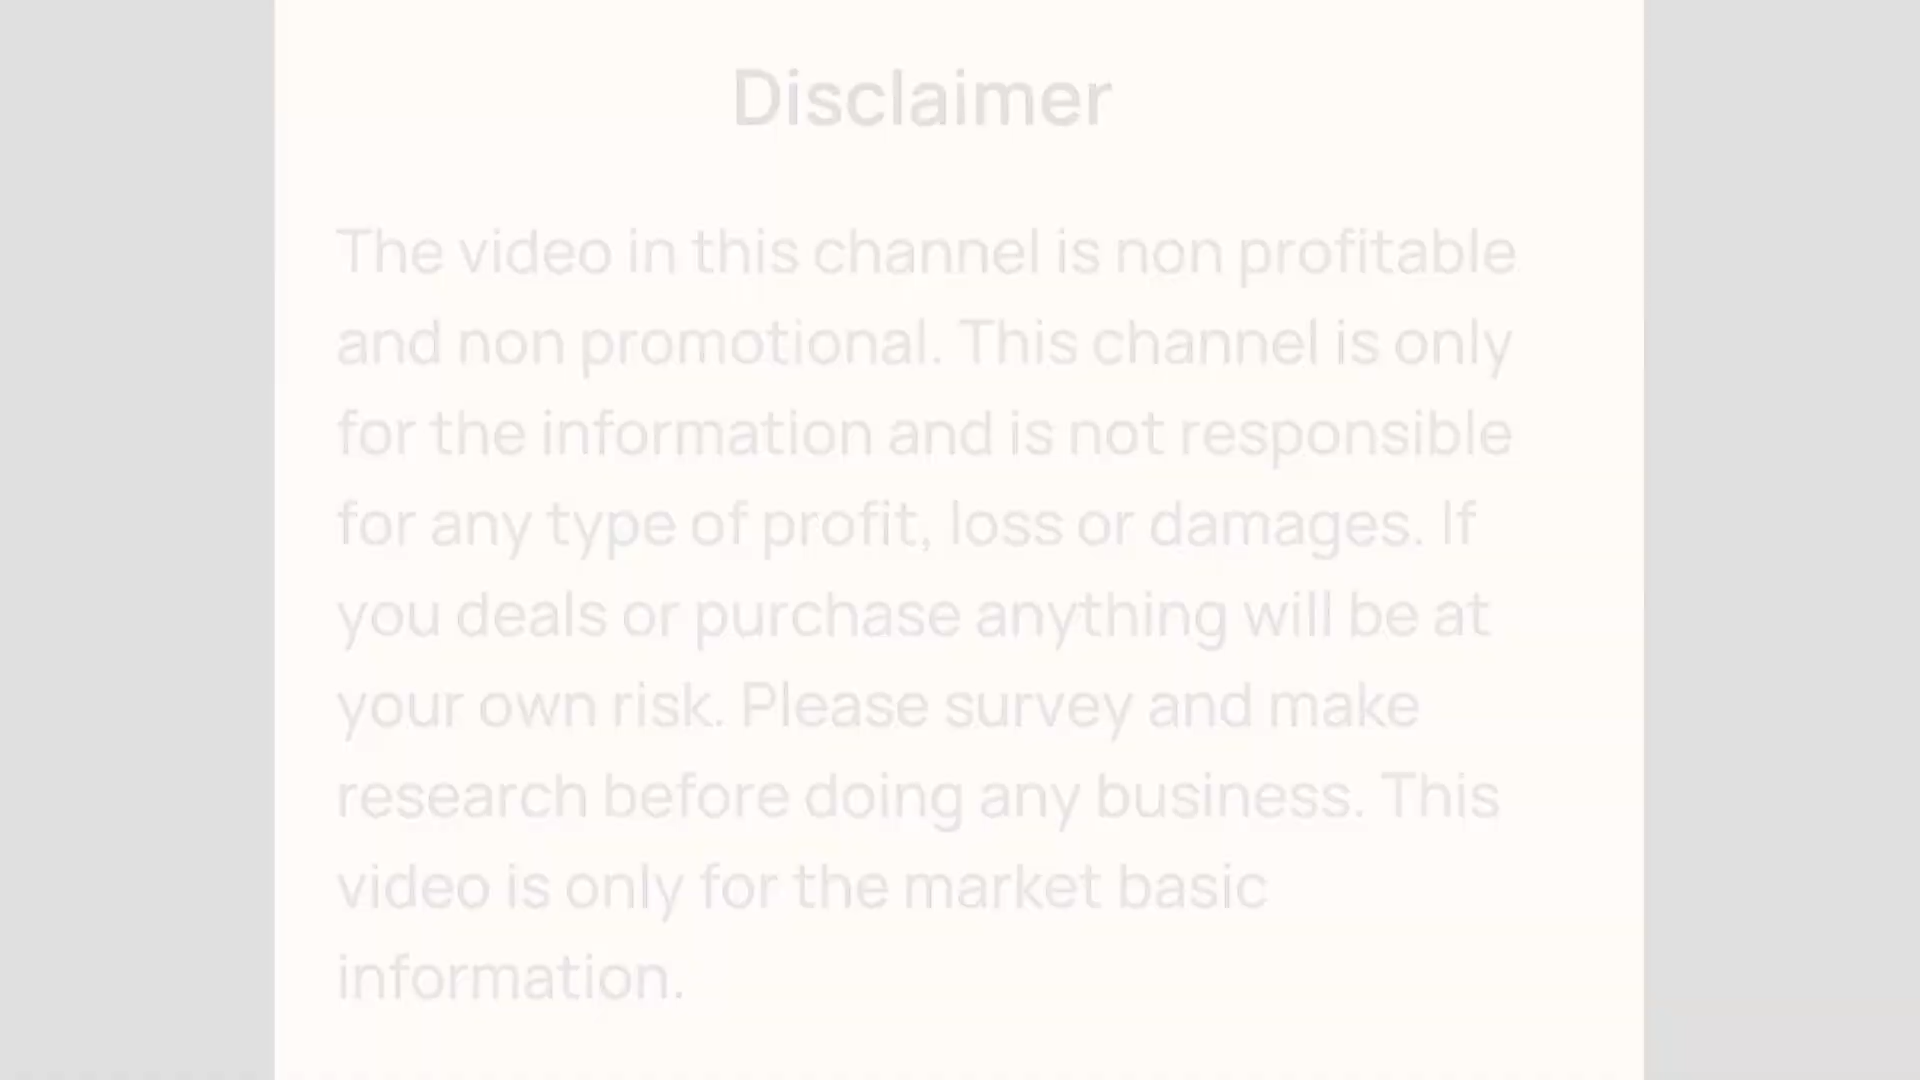 Disclaimer
The video in this channel is non profitable
and non promotional. This channel is only
for the information and is not responsible
for any type of profit, loss or damages. If
you deals or purchase anything will be at
your own risk. Please survey and make
research before doing any business. This
video is only for the market basic
information.